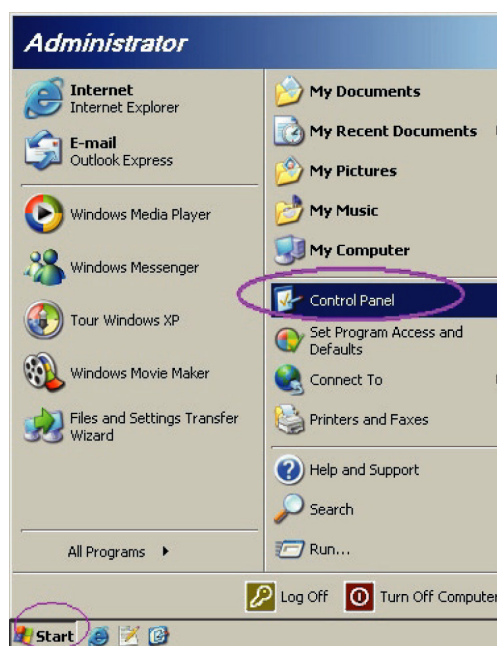 Administrator
Internet
Internet Explorer
E-mail
Outlook Express
Windows Media Player
Windows Messenger
Tour Windows XP
Windows Movie Maker
Files and Settings Transfer
Wizard
All Programs
My Documents
My Recent Documents
My Pictures
My Music
My Computer
Control Panel
Set Program Access and
Defaults
Connect To
Printers and Faxes
Help and Support
Search
Run...
Log Off
Turn Off Computer
Start